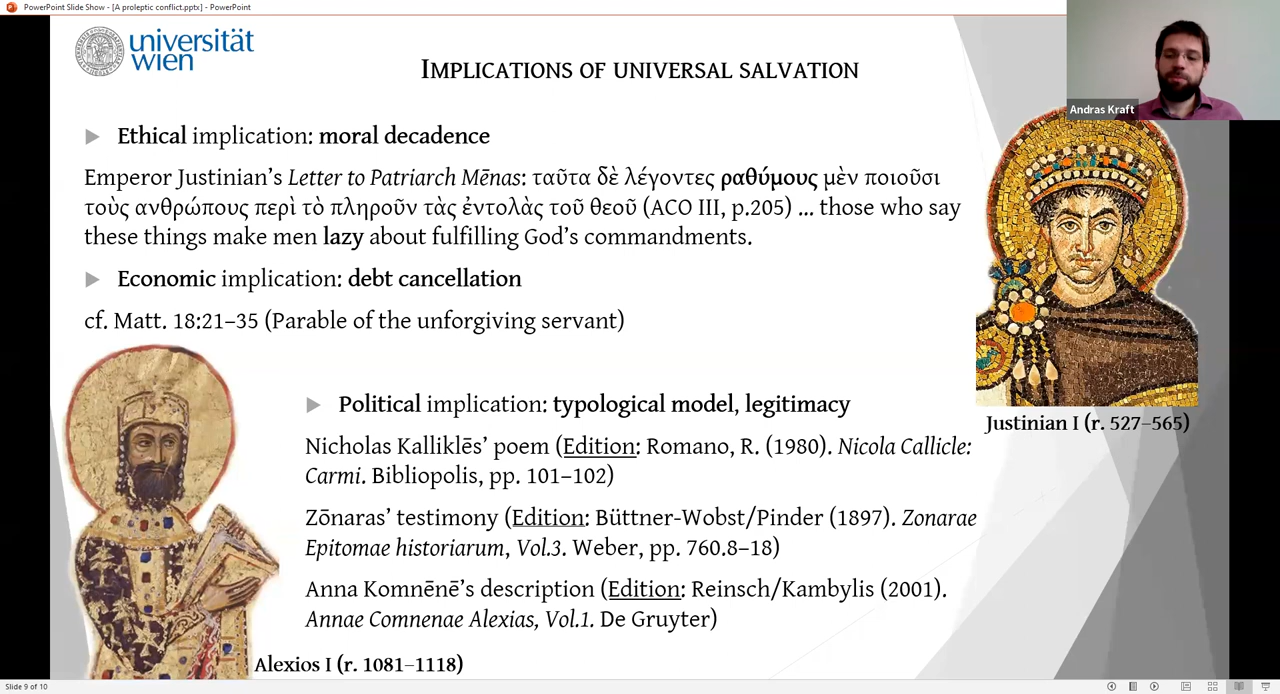 PowerPoint Slide Show - [A proleptic conflict.pptx] - PowerPoint
universität
wien
IMPLICATIONS OF UNIVERSAL SALVATION
Andras Kraft
Ethical implication: moral decadence
Emperor Justinian’s Letter to Patriarch Mēnas: ταῦτα δὲ λέγοντες ραθύμους μὲν ποιοῦσι
τοὺς ανθρώπους περὶ τὸ πληροῦν τὰς ἐντολὰς τοῦ θεοῦ (ACO III, p.205) ... those who say
these things make men lazy about fulfilling God’s commandments.
Economic implication: debt cancellation
cf. Matt. 18:21–35 (Parable of the unforgiving servant)
Political implication: typological model, legitimacy
Justinian I (r. 527–565)
Nicholas Kalliklēs’ poem (Edition: Romano, R. (1980). Nicola Callicle:
Carmi. Bibliopolis, pp. 101–102)
Zōnaras’ testimony (Edition: Büttner-Wobst/Pinder (1897). Zonarae
Epitomae historiarum, Vol.3. Weber, pp. 760.8–18)
Anna Komnēnē’s description (Edition: Reinsch/Kambylis (2001).
Annae Comnenae Alexias, Vol.1. De Gruyter)
Alexios I (r. 1081–1118)
Slide 9 of 10